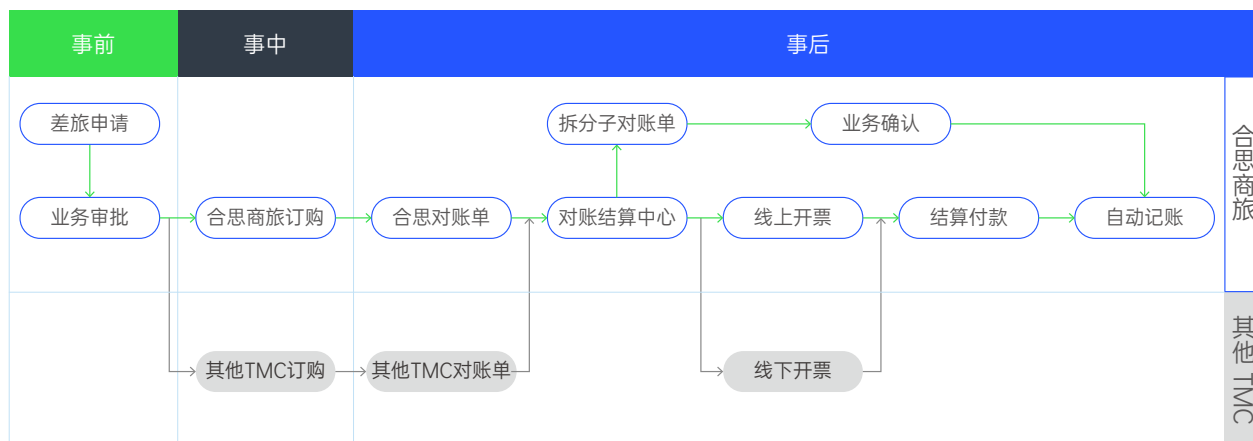 事前
事中
事后
差旅申请
拆分子对账单
业务确认
合思商旅
业务审批
合思商旅订购
合思对账单
对账结算中心
线上开票
结算付款
自动记账
其他TMC订购
其他TMC对账单
线下开票
其他 TMC